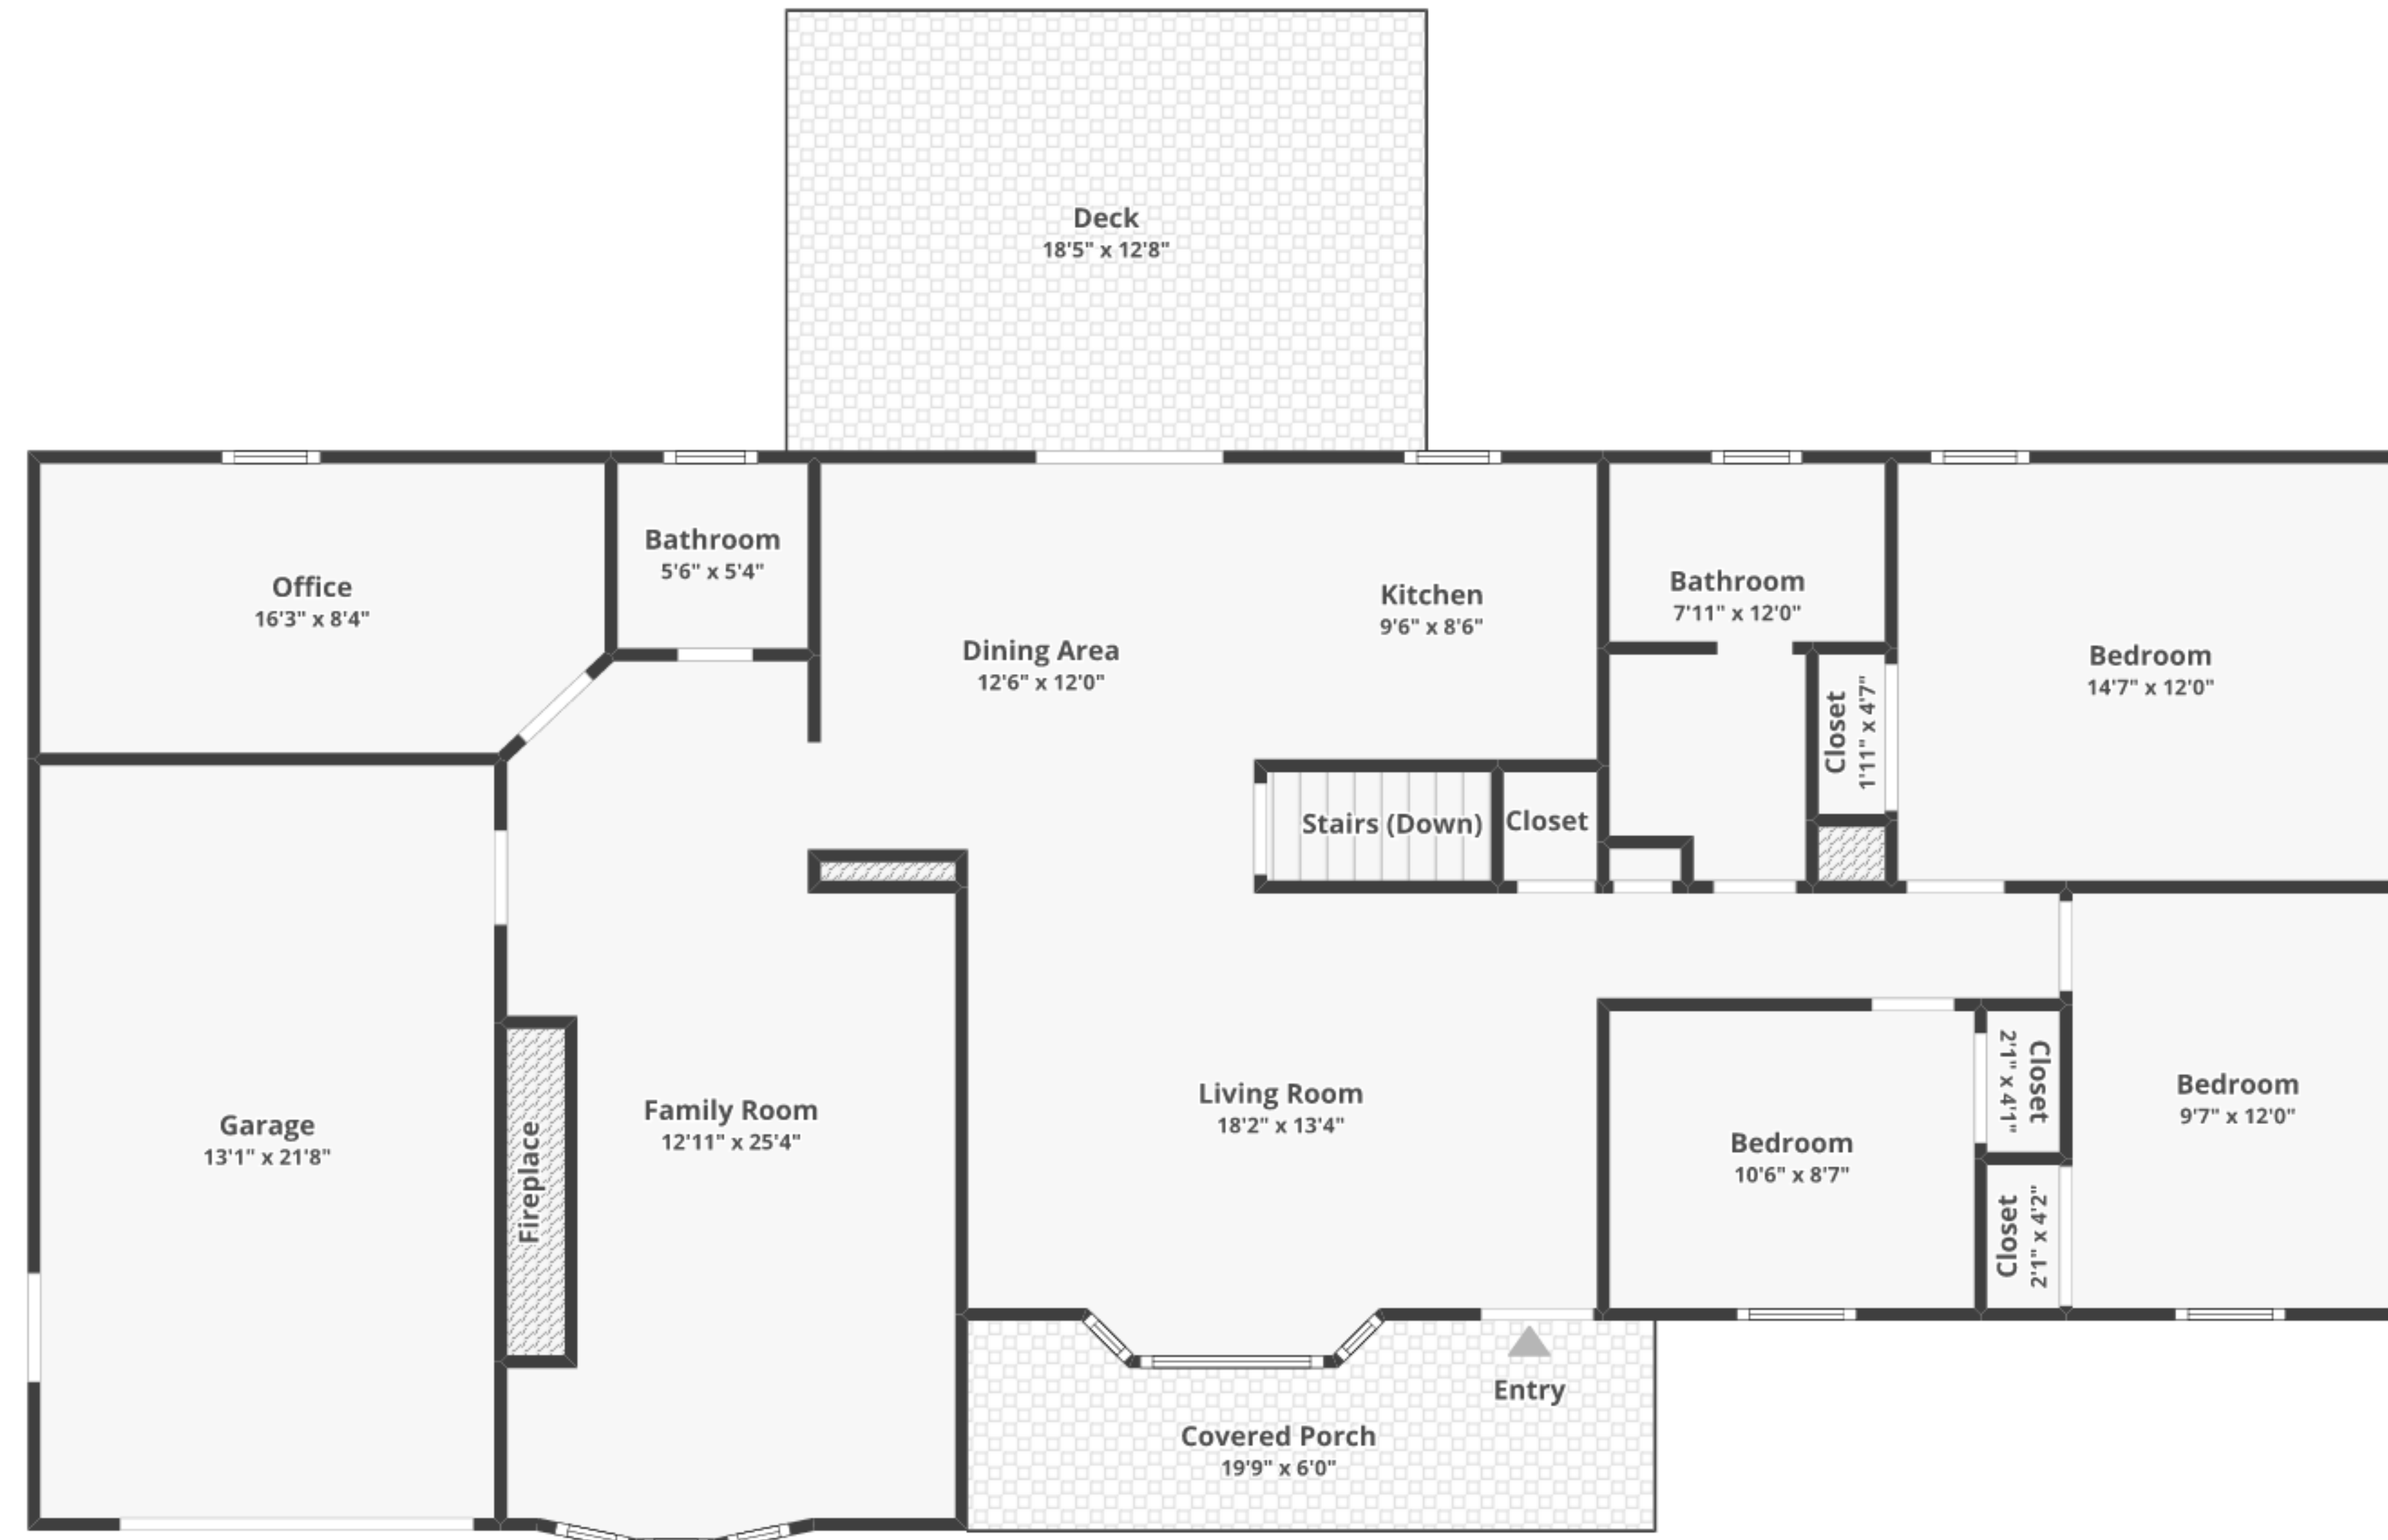 Deck
18'5" x 12'8"
Office
16'3" x 8'4"
Bathroom
5'6" x 5'4"
Dining Area
12'6" x 12'0"
Kitchen
9'6" x 8'6"
Bathroom
7'11" x 12'0"
Closet
1'11" x 4'7"
Bedroom
14'7" x 12'0"
Stairs (Down)
Closet
Garage
13'1" x 21'8"
Fireplace
Family Room
12'11" x 25'4"
Living Room
18'2" x 13'4"
Bedroom
10'6" x 8'7"
Closet
2'1" x 4'1"
Closet
2'1" x 4'2"
Bedroom
9'7" x 12'0"
Entry
Covered Porch
19'9" x 6'0"